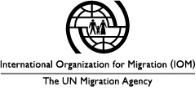 International Organization for Migration (IOM)
The UN Migration Agency